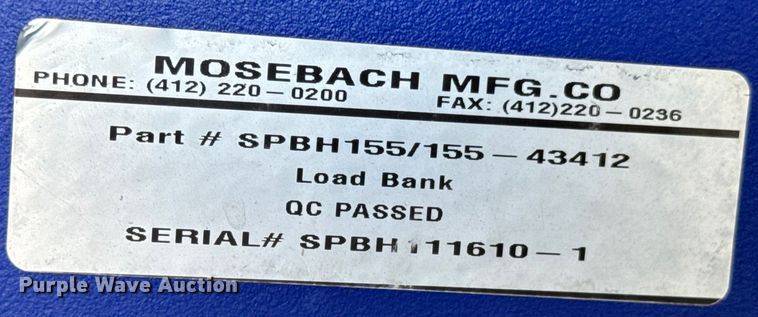 MOSEBACH MFG.CO
PHONE: (412) 220-0200 FAX: (412)220-0236
Part # SPBH155/155-43412
Load Bank
QC PASSED
SERIAL# SPBH111610-1
Purple Wave Auction